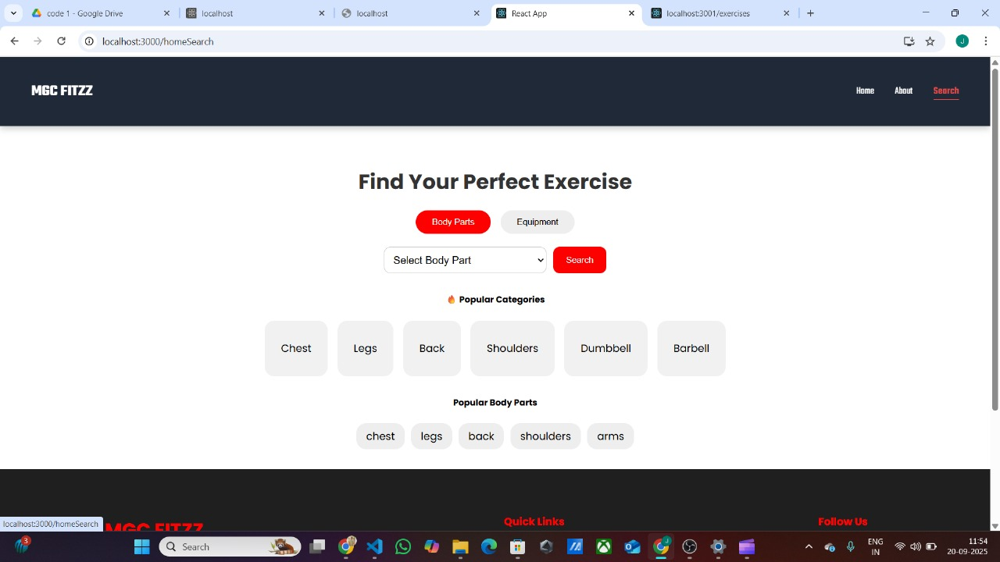 code 1 - Google Drive
localhost
localhost
React App
localhost:3001/exercises
localhost:3000/homeSearch
J
MGC FITZZ
Home About Search
Find Your Perfect Exercise
Body Parts Equipment
Select Body Part Search
🔥 Popular Categories
Chest Legs Back Shoulders Dumbbell Barbell
Popular Body Parts
chest legs back shoulders arms
MGC FITZZ Quick Links Follow Us
localhost:3000/homeSearch
3
Search
J
ENG
IN
11:54
20-09-2025